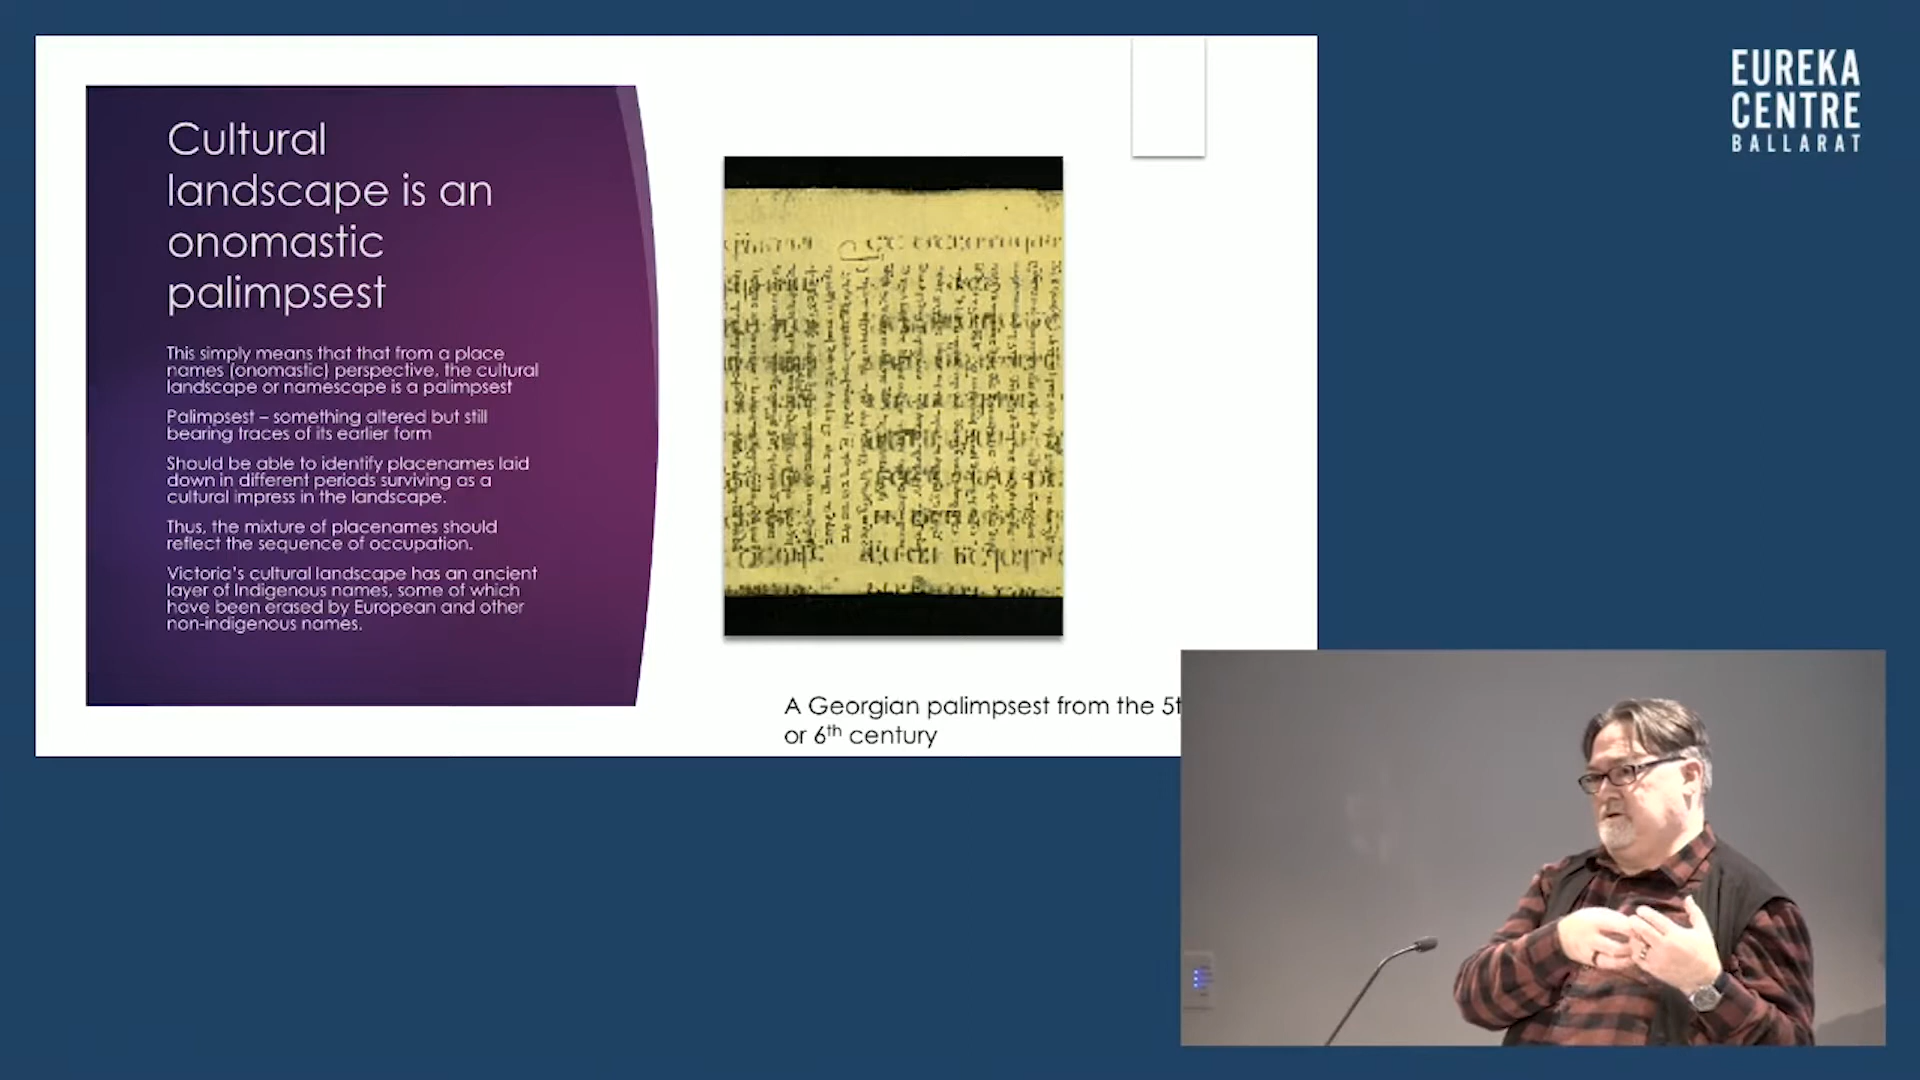 Cultural
landscape is an
onomastic
palimpsest
This simply means that that from a place
names (onomastic) perspective, the cultural
landscape or namescape is a palimpsest
Palimpsest – something altered but still
bearing traces of its earlier form
Should be able to identify placenames laid
down in different periods surviving as a
cultural impress in the landscape.
Thus, the mixture of placenames should
reflect the sequence of occupation.
Victoria's cultural landscape has an ancient
layer of Indigenous names, some of which
have been erased by European and other
non-indigenous names.
A Georgian palimpsest from the 5t
or 6th century
EUREKA
CENTRE
BALLARAT